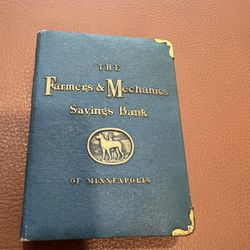 THE
Farmers & Mechanics
Savings Bank
OF MINNEAPOLIS